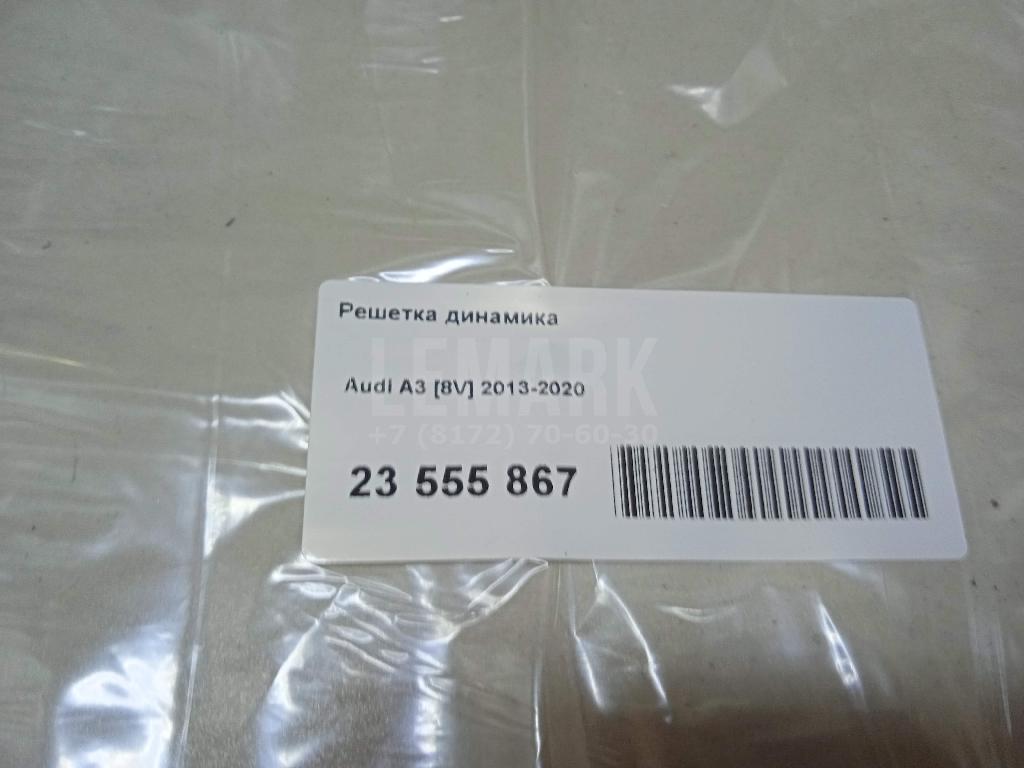 Решетка динамика
LEMARK
Audi A3 [8V] 2013-2020
+7 (8172) 70-60-30
23 555 867